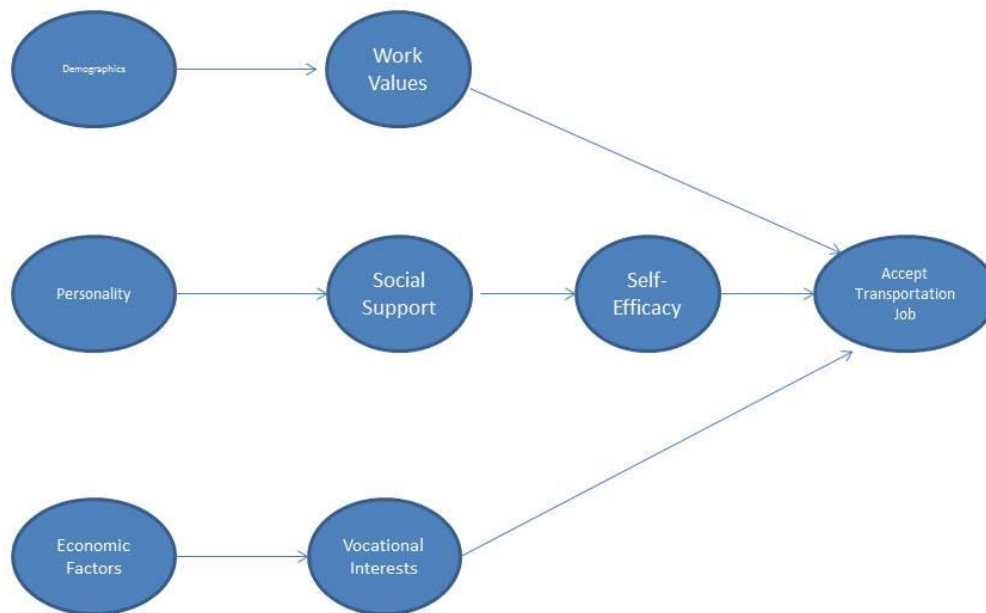 Demographics
Work
Values
Personality
Social
Support
Self-
Efficacy
Accept
Transportation
Job
Economic
Factors
Vocational
Interests